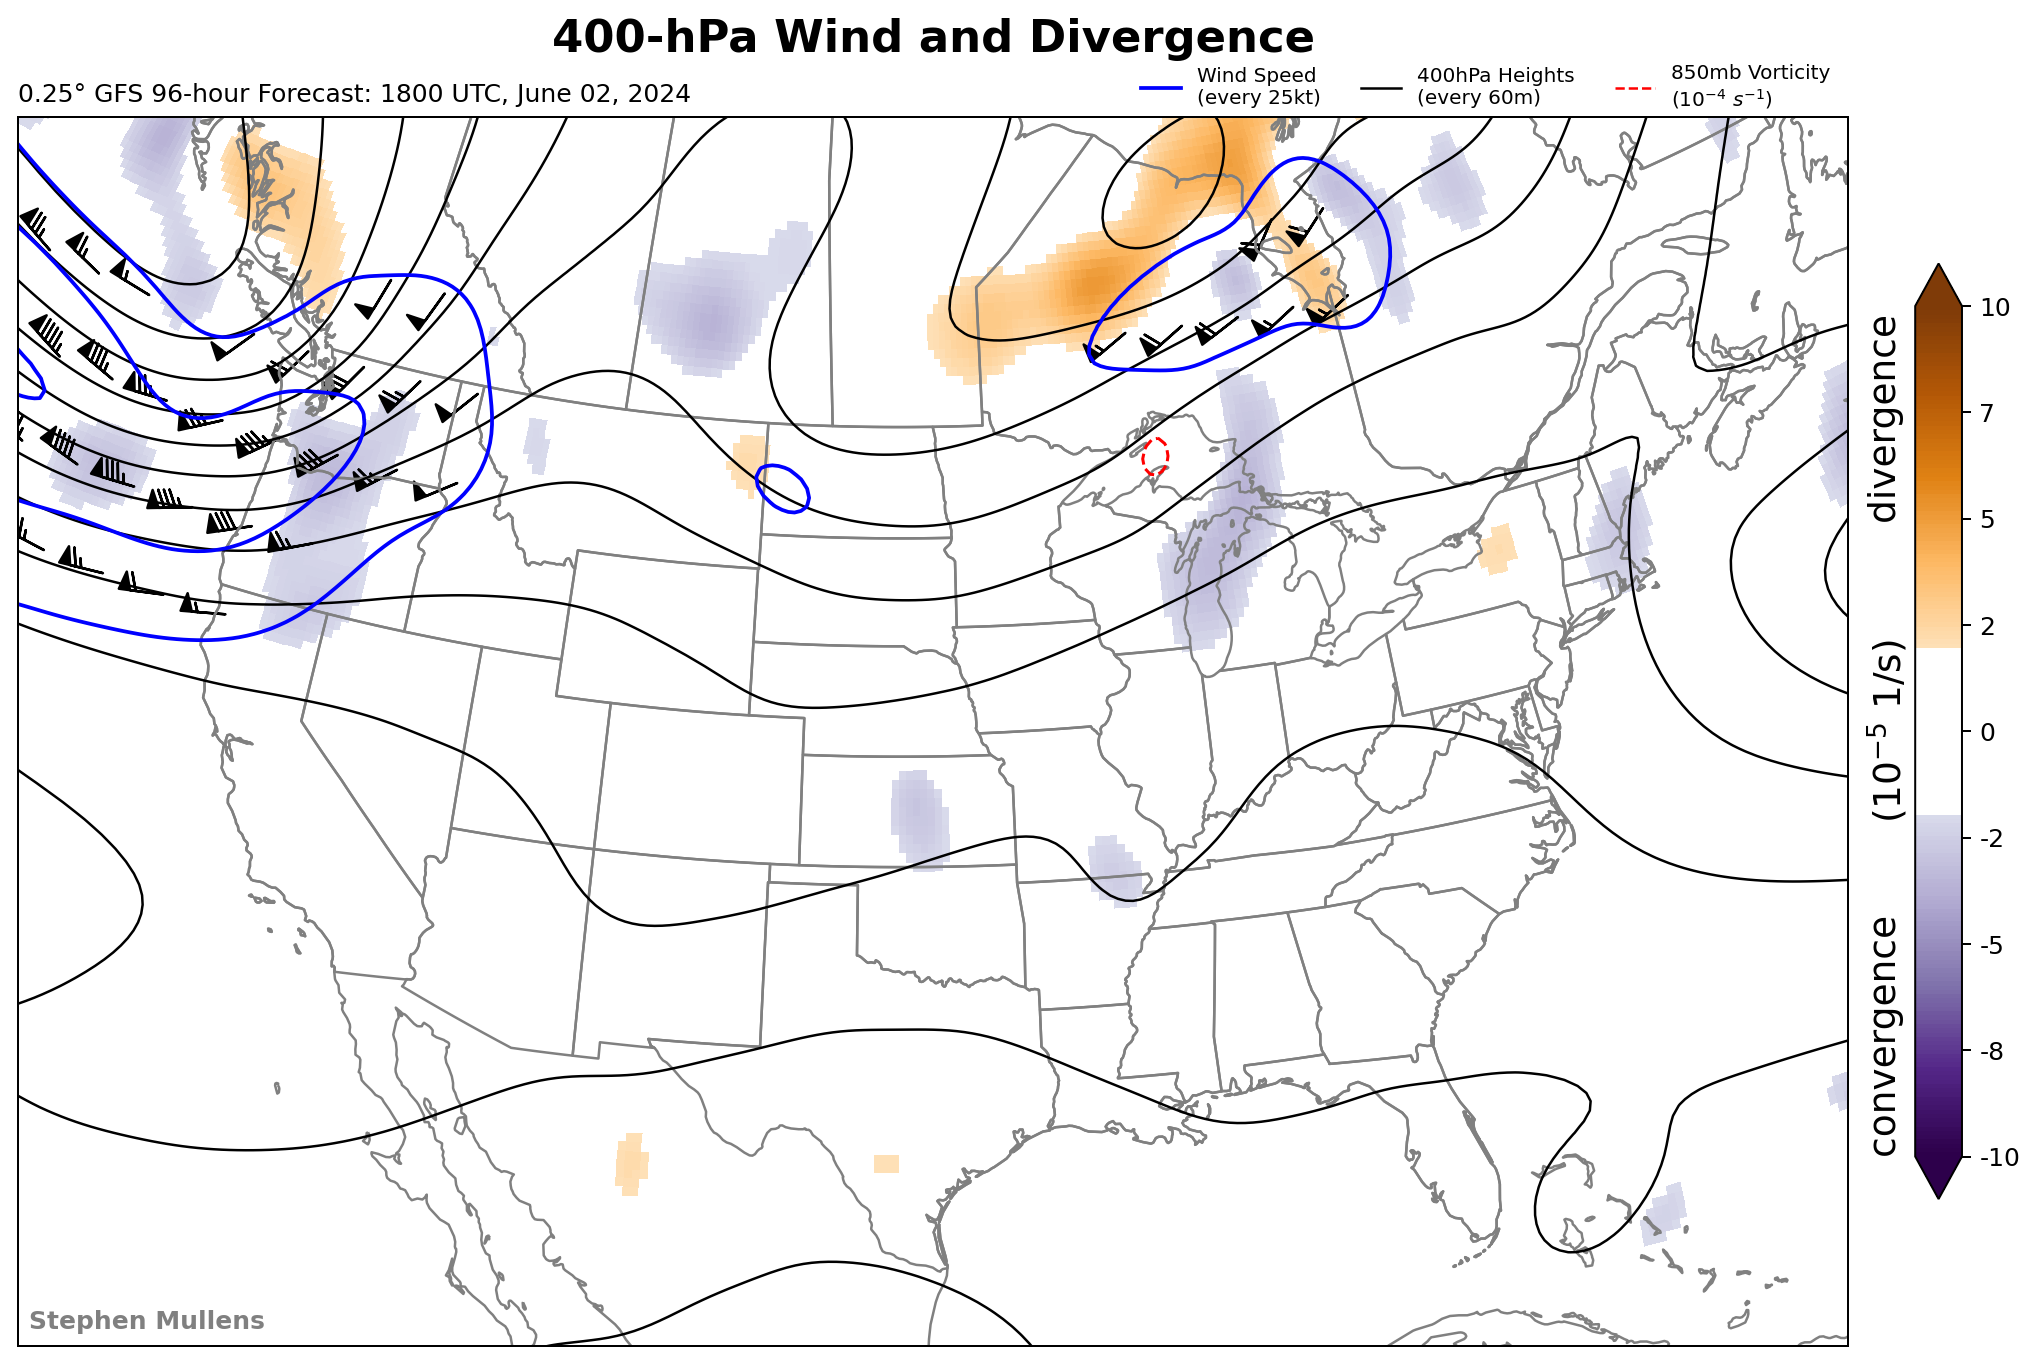 400-hPa Wind and Divergence
0.25° GFS 96-hour Forecast: 1800 UTC, June 02, 2024
Wind Speed
(every 25kt)
400hPa Heights
(every 60m)
850mb Vorticity
(10⁻⁴ s⁻¹)
10
7
5
2
0
-2
-5
-8
-10
convergence (10⁻⁵ 1/s) divergence
Stephen Mullens